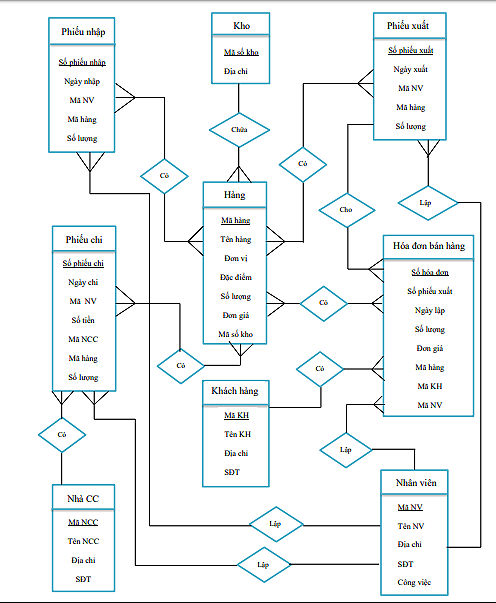 Phiếu nhập
Số phiếu nhập
Ngày nhập
Mã NV
Mã hàng
Số lượng
Kho
Mã số kho
Địa chỉ
Phiếu xuất
Số phiếu xuất
Ngày xuất
Mã NV
Mã hàng
Số lượng
Chứa
Có
Có
Lập
Cho
Hàng
Mã hàng
Tên hàng
Đơn vị
Đặc điểm
Số lượng
Đơn giá
Mã số kho
Phiếu chi
Số phiếu chi
Ngày chi
Mã NV
Số tiền
Mã NCC
Mã hàng
Số lượng
Hóa đơn bán hàng
Số hóa đơn
Số phiếu xuất
Ngày lập
Số lượng
Đơn giá
Mã hàng
Mã KH
Mã NV
Có
Có
Có
Khách hàng
Mã KH
Tên KH
Địa chỉ
SĐT
Có
Lập
Nhà CC
Mã NCC
Tên NCC
Địa chỉ
SĐT
Nhân viên
Mã NV
Tên NV
Địa chỉ
SĐT
Công việc
Lập
Lập